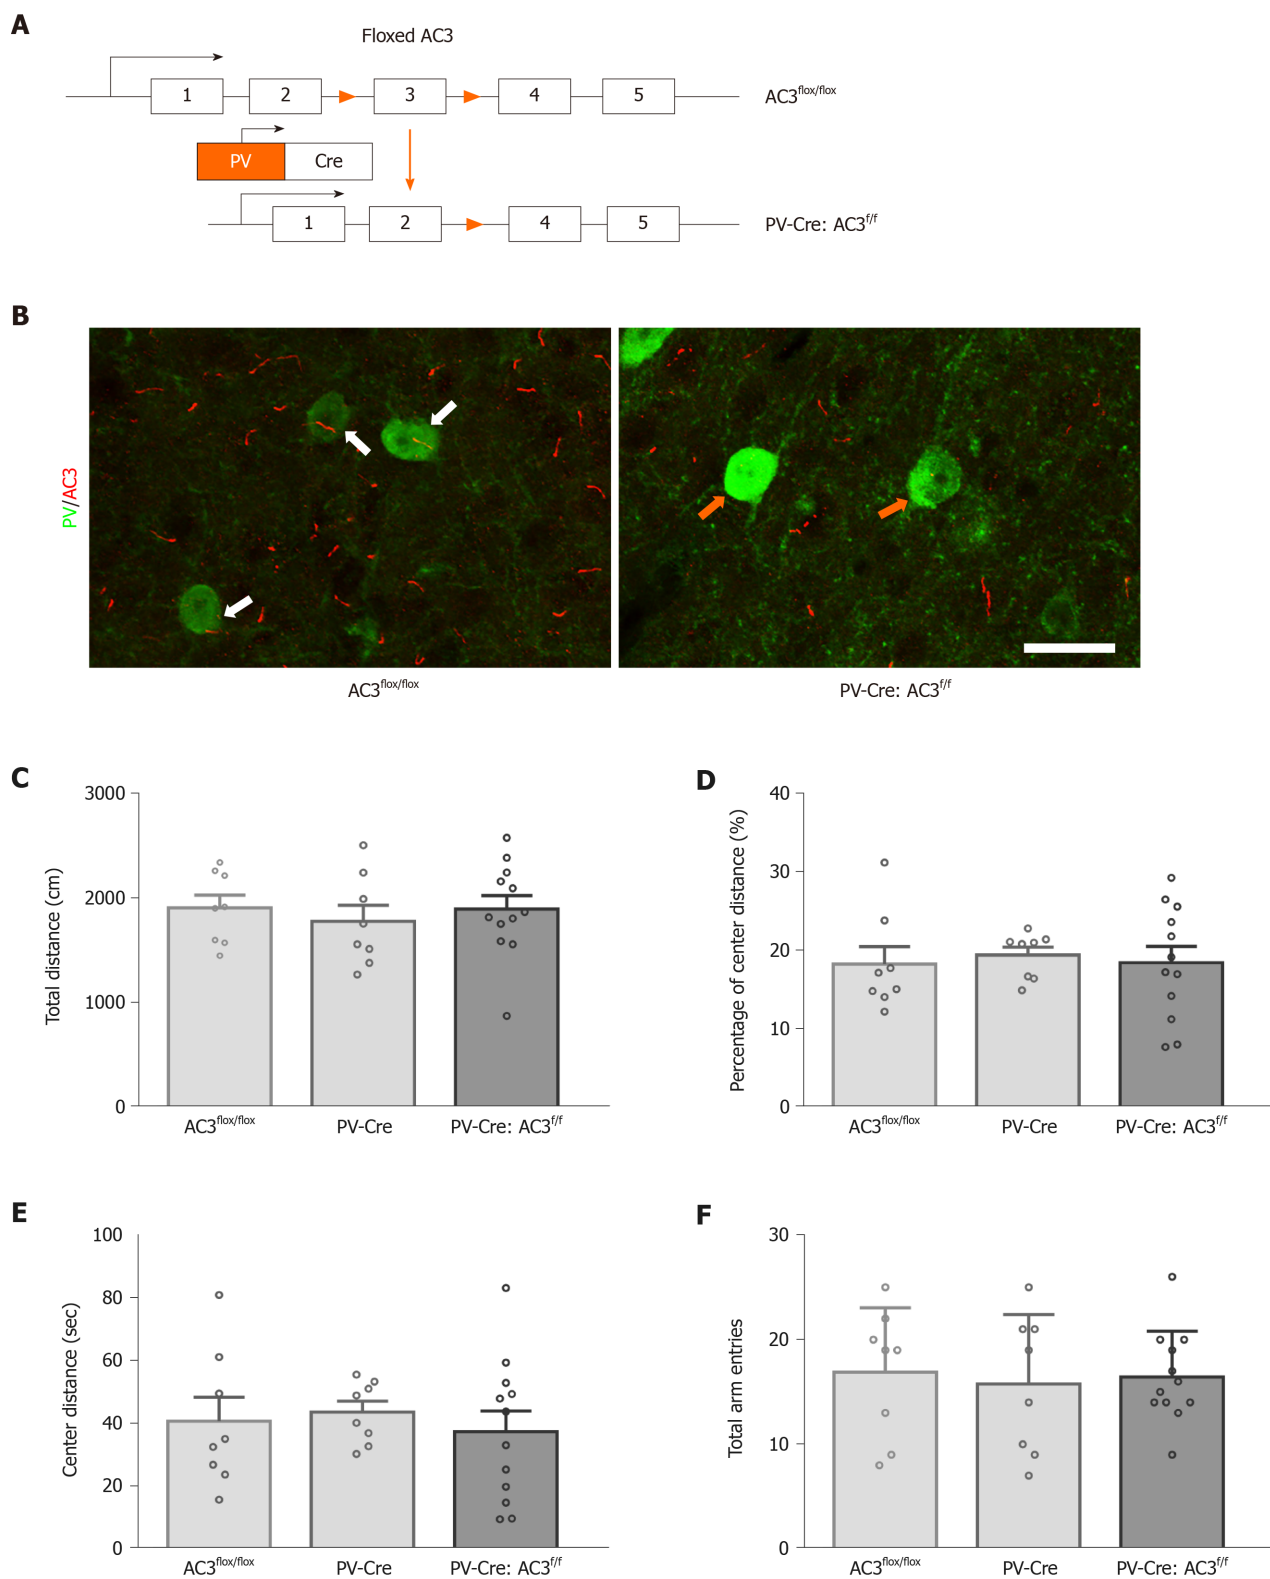 A
Floxed AC3
1 2 3 4 5
AC3flox/flox
PV Cre
1 2 4 5
PV-Cre: AC3f/f
B
PV/AC3
AC3flox/flox
PV-Cre: AC3f/f
C
Total distance (cm)
3000
2000
1000
0
AC3flox/flox PV-Cre PV-Cre: AC3f/f
D
Percentage of center distance (%)
40
30
20
10
0
AC3flox/flox PV-Cre PV-Cre: AC3f/f
E
Center distance (sec)
100
80
60
40
20
0
AC3flox/flox PV-Cre PV-Cre: AC3f/f
F
Total arm entries
30
20
10
0
AC3flox/flox PV-Cre PV-Cre: AC3f/f